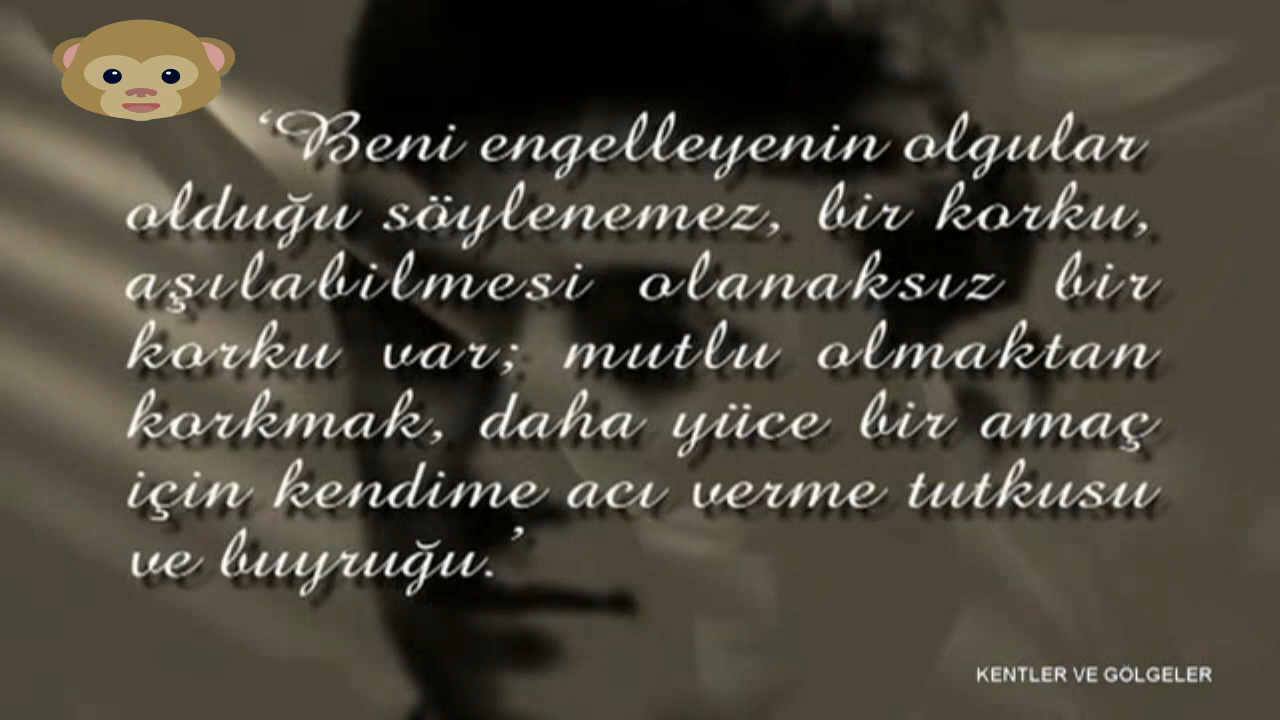 ‘Beni engelleyenin olgular
olduğu söylenemez, bir korku,
aşılabilmesi olanaksız bir
korku var; mutlu olmaktan
korkmak, daha yüce bir amaç
için kendime acı verme tutkusu
ve buyruğu.’
KENTLER VE GÖLGELER